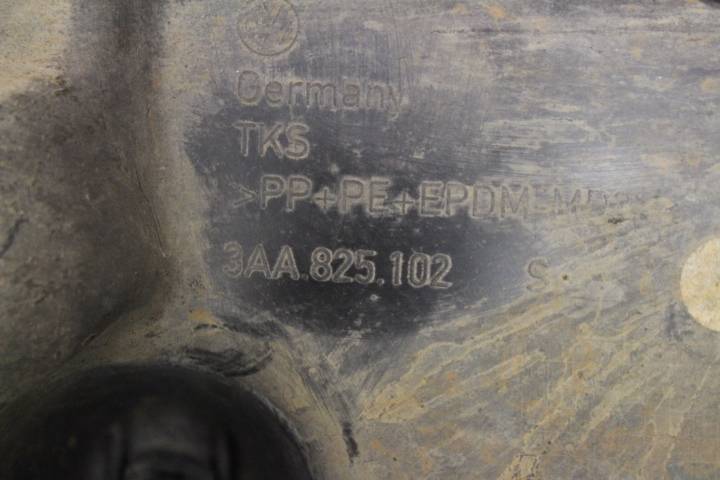 Germany
TKS
>PP+PE+EPDM
3AA.825.102 S